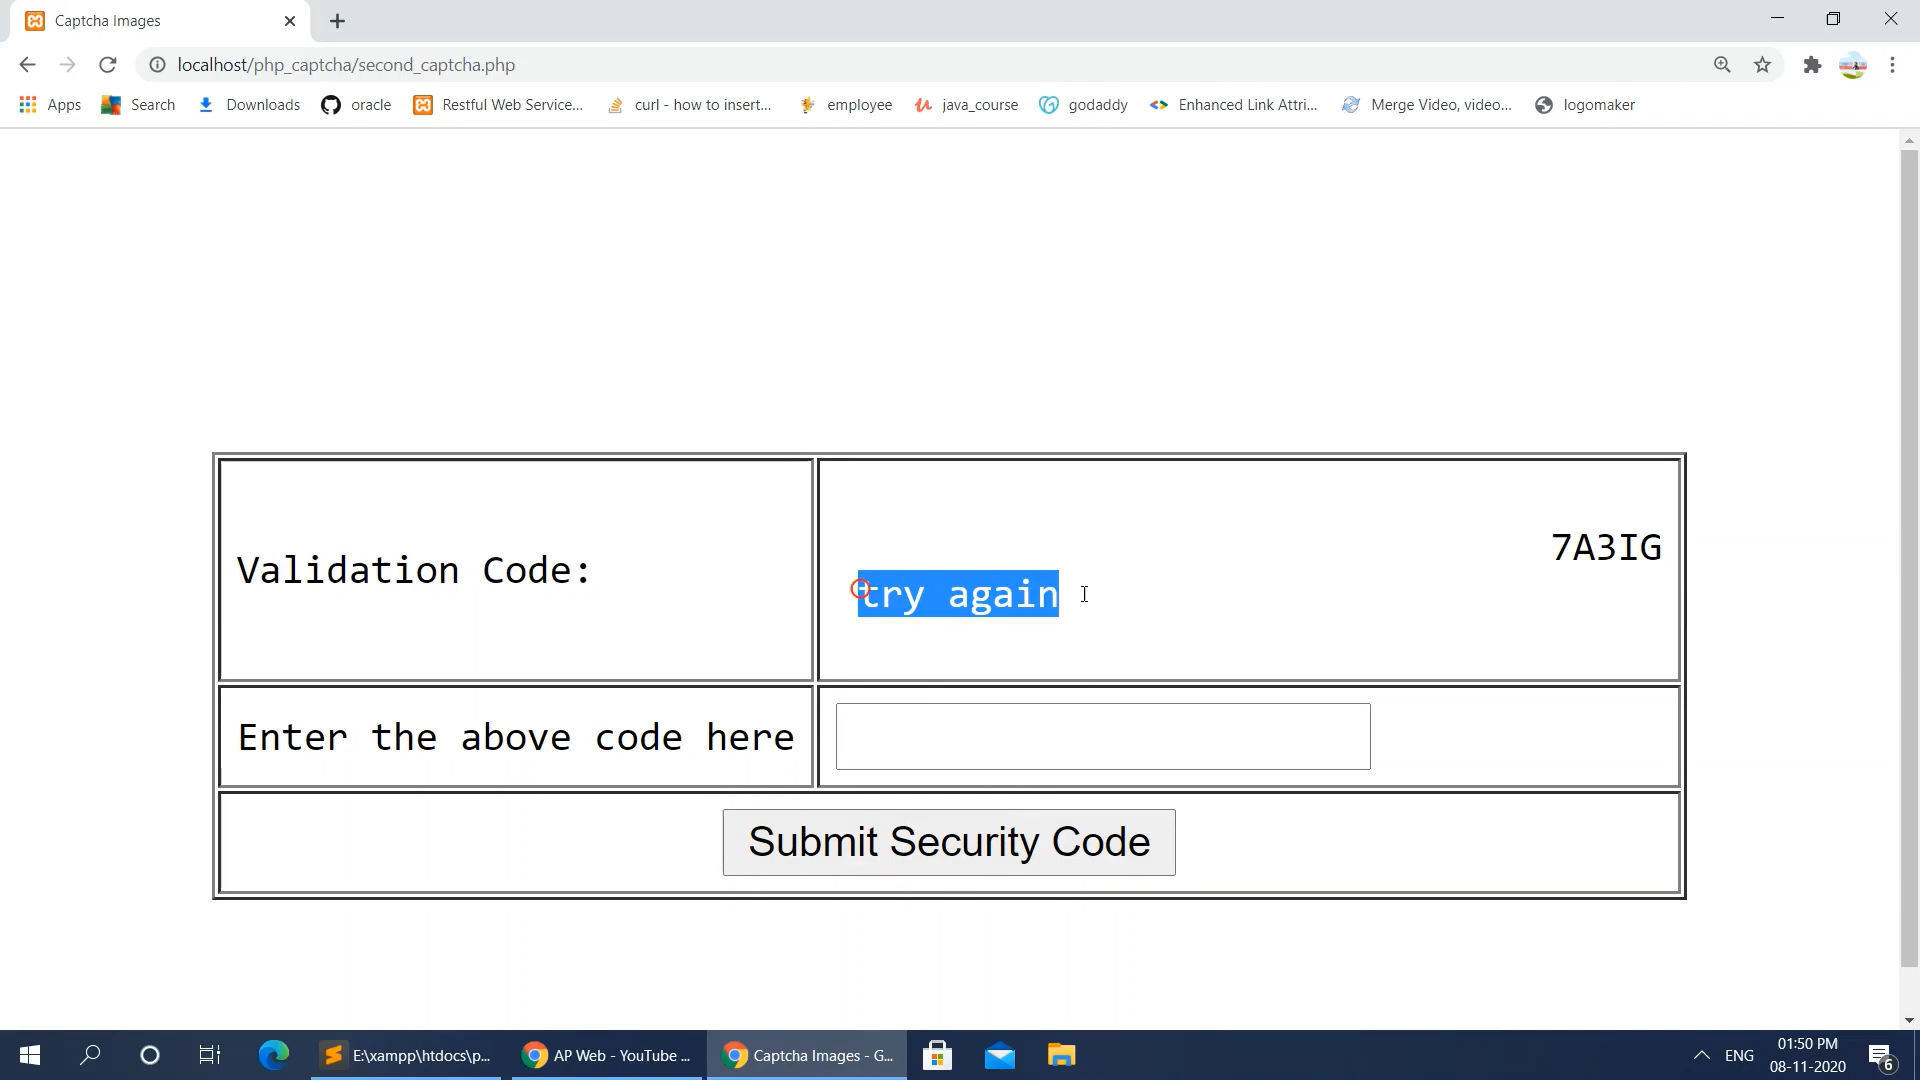 Captcha Images
localhost/php_captcha/second_captcha.php
Apps Search Downloads oracle Restful Web Service... curl - how to insert... employee java_course godaddy Enhanced Link Attri... Merge Video, video... logomaker
7A3IG
Validation Code:
try again
Enter the above code here
Submit Security Code
E:\xampp\htdocs\p... AP Web - YouTube ... Captcha Images - G... ENG 01:50 PM
08-11-2020 6